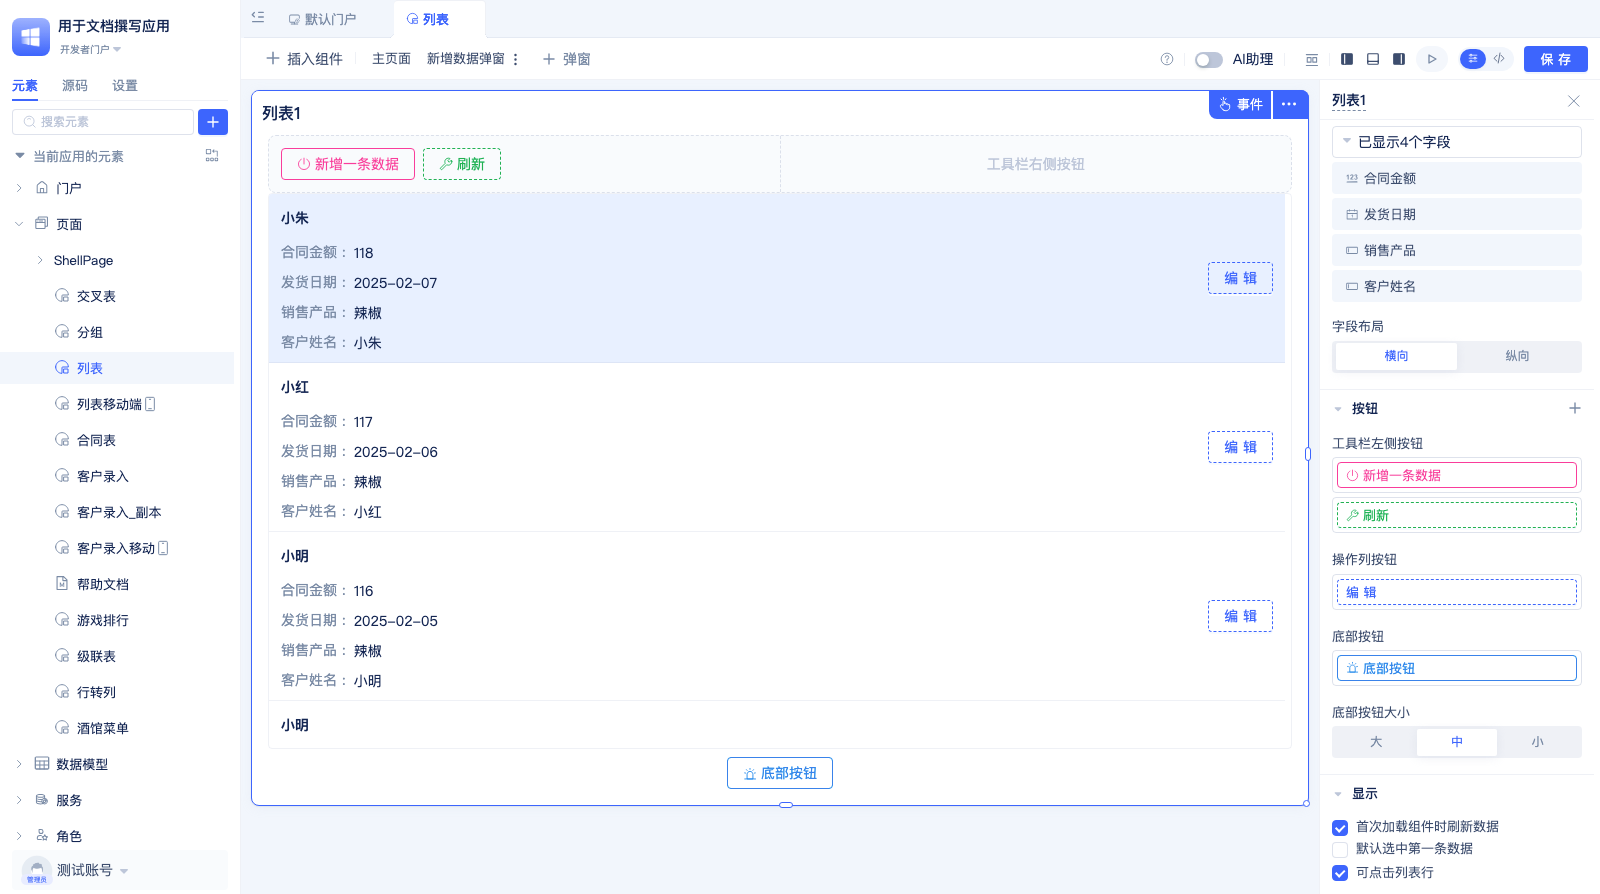 用于文档撰写应用
开发者门户
元素 源码 设置
搜索元素
当前应用的元素
门户
页面
ShellPage
交叉表
分组
列表
列表移动端
合同表
客户录入
客户录入_副本
客户录入移动
帮助文档
游戏排行
级联表
行转列
酒馆菜单
数据模型
服务
角色
测试账号
管理员
默认门户 列表
插入组件 主页面 新增数据弹窗 弹窗
AI助理 保 存
列表1
事件
新增一条数据 刷新 工具栏右侧按钮
小朱
合同金额： 118
发货日期： 2025-02-07
销售产品： 辣椒
客户姓名： 小朱
编 辑
小红
合同金额： 117
发货日期： 2025-02-06
销售产品： 辣椒
客户姓名： 小红
编 辑
小明
合同金额： 116
发货日期： 2025-02-05
销售产品： 辣椒
客户姓名： 小明
编 辑
小明
底部按钮
列表1
已显示4个字段
123 合同金额
发货日期
销售产品
客户姓名
字段布局
横向 纵向
按钮
工具栏左侧按钮
新增一条数据
刷新
操作列按钮
编 辑
底部按钮
底部按钮
底部按钮大小
大 中 小
显示
首次加载组件时刷新数据
默认选中第一条数据
可点击列表行